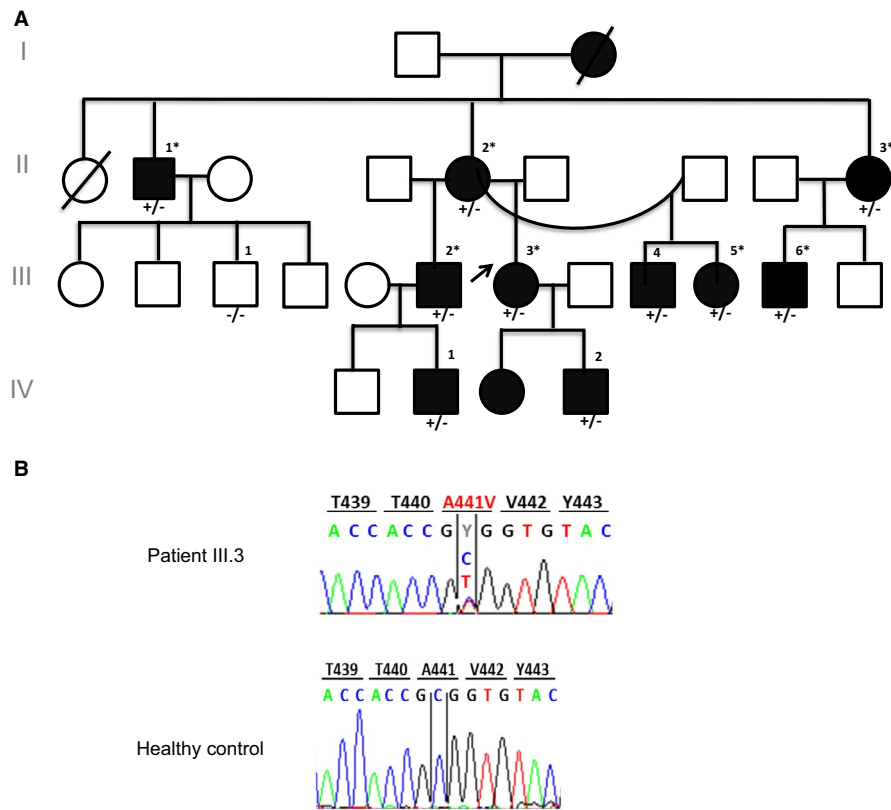 A
I
II
1*
2*
3*
+/-
+/-
+/-
III
1
2*
3*
4
5*
6*
-/-
+/-
+/-
+/-
+/-
+/-
IV
1
2
+/-
+/-
B
T439 T440 A441V V442 Y443
A C C A C C G Y G G T G T A C
C
T
Patient III.3
T439 T440 A441 V442 Y443
A C C A C C G C G G T G T A C
Healthy control